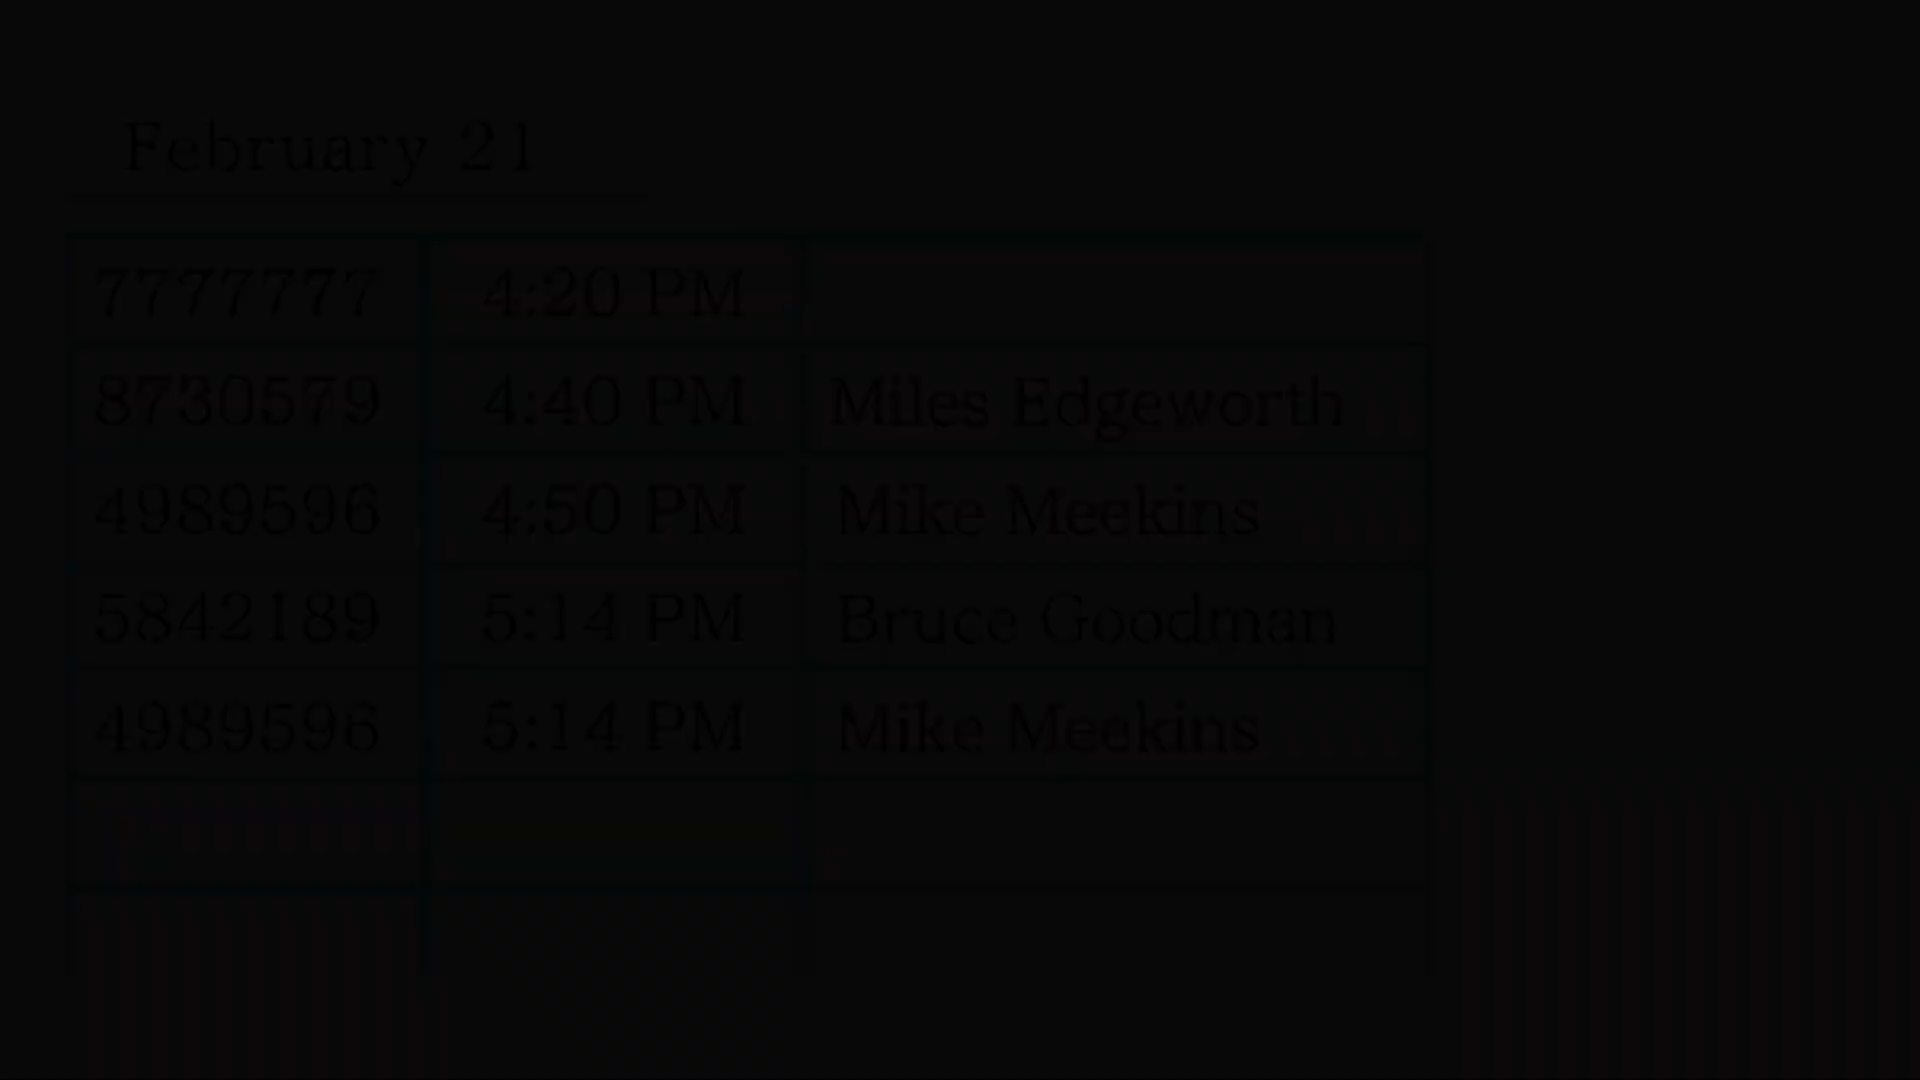 February 21
7777777 4:20 PM
8730579 4:40 PM Miles Edgeworth
4989596 4:50 PM Mike Meekins
5842189 5:14 PM Bruce Goodman
4989596 5:14 PM Mike Meekins